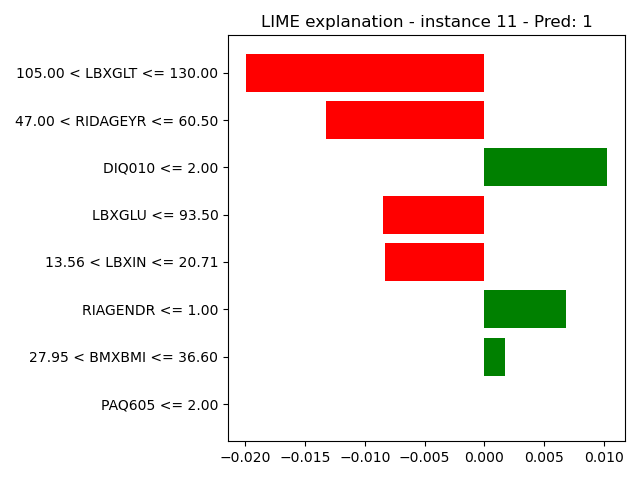 LIME explanation - instance 11 - Pred: 1
105.00 < LBXGLT <= 130.00
47.00 < RIDAGEYR <= 60.50
DIQ010 <= 2.00
LBXGLU <= 93.50
13.56 < LBXIN <= 20.71
RIAGENDR <= 1.00
27.95 < BMXBMI <= 36.60
PAQ605 <= 2.00
−0.020 −0.015 −0.010 −0.005 0.000 0.005 0.010